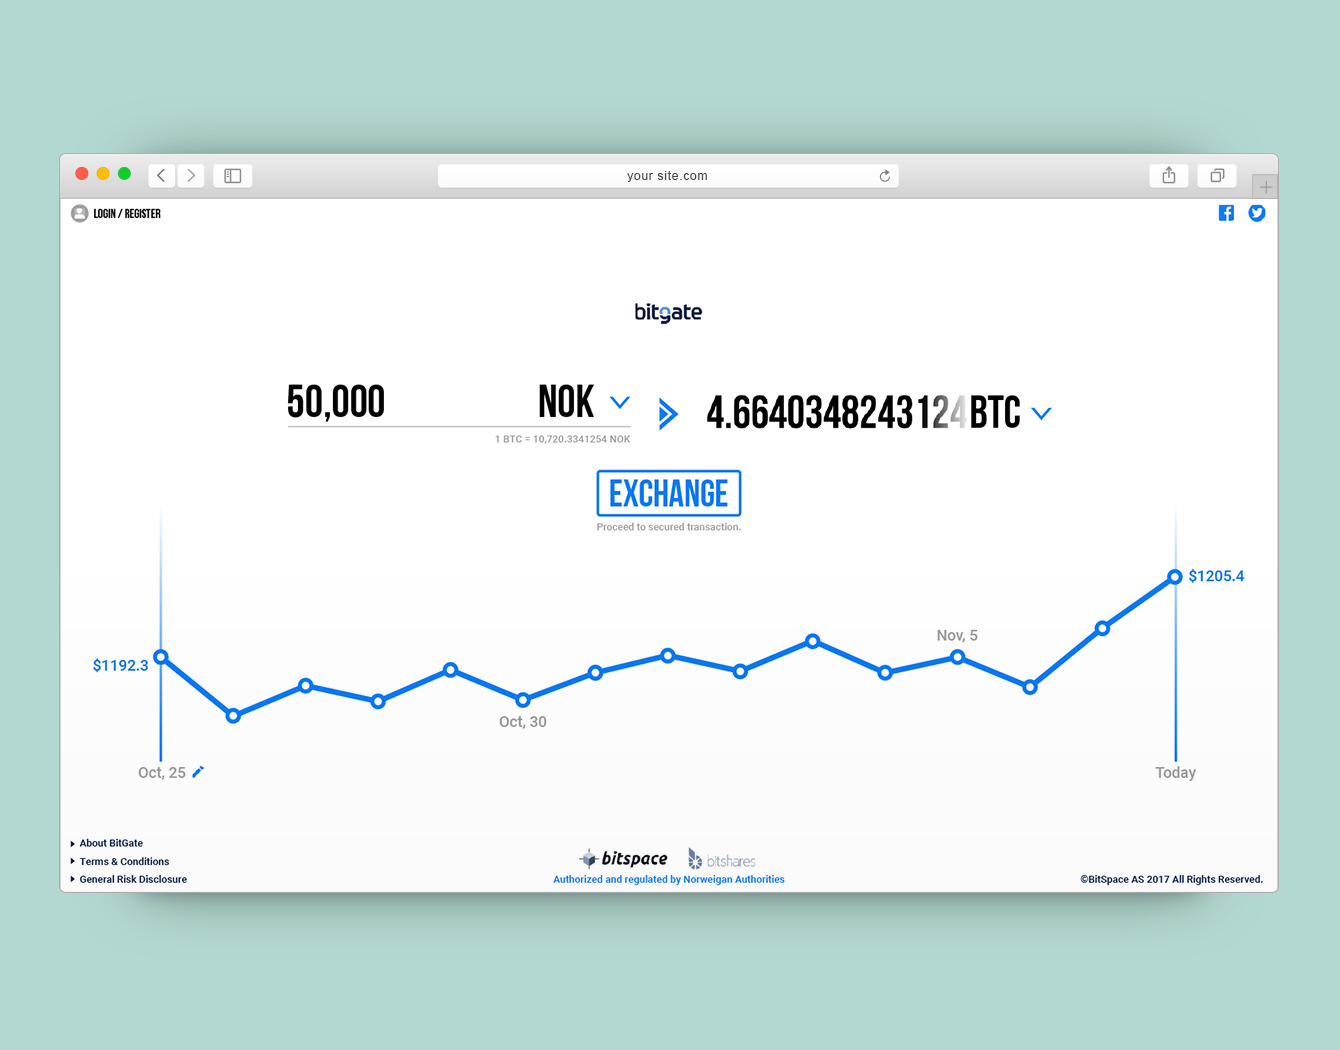 your site.com
LOGIN / REGISTER
bitgate
50,000 NOK
4.6640348243124 BTC
1 BTC = 10,720.3341254 NOK
EXCHANGE
Proceed to secured transaction.
$1205.4
Nov, 5
$1192.3
Oct, 30
Oct, 25
Today
About BitGate
Terms & Conditions
General Risk Disclosure
bitspace
bitshares
Authorized and regulated by Norweigan Authorities
©BitSpace AS 2017 All Rights Reserved.